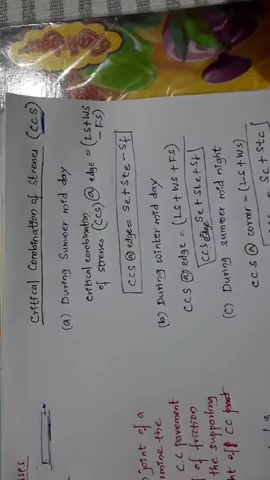 Critical Combination of Stresses (CCS)
(a) During Summer mid day
Critical combination
of stresses (CCS) @ edge = (LS+WS
- FS)
CCS @ edge = Se + Ste - Sf
(b) During winter mid day
CCS @ edge = (LS + WS + FS)
CCS @ edge Se + Ste + Sf
(c) During summer mid night
CCS @ corner = (LS + WS)
Sc + Stc
joint of a
the
C.C pavement
of friction
the supporting
of CC